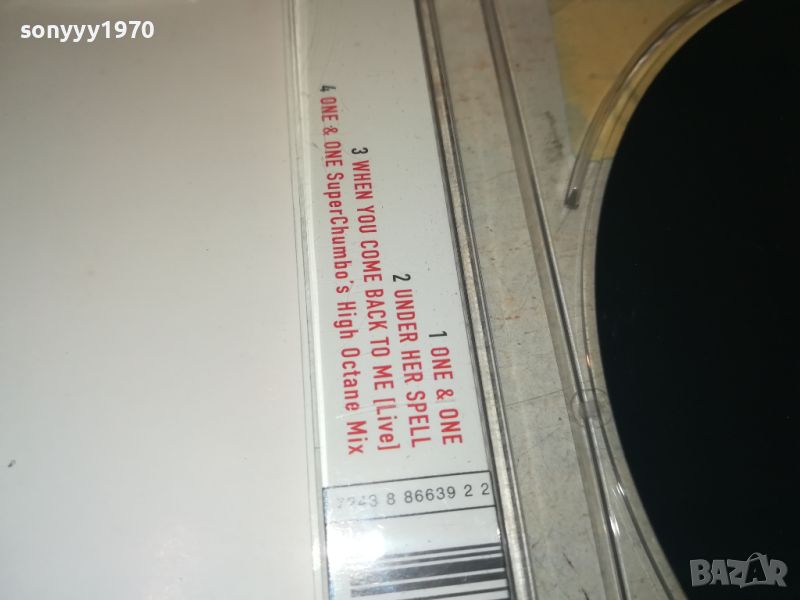 sonyyy1970
1 ONE & ONE
2 UNDER HER SPELL
3 WHEN YOU COME BACK TO ME [Live]
4 ONE & ONE SuperChumbo's High Octane Mix
8 86639 2 2
BAZAR